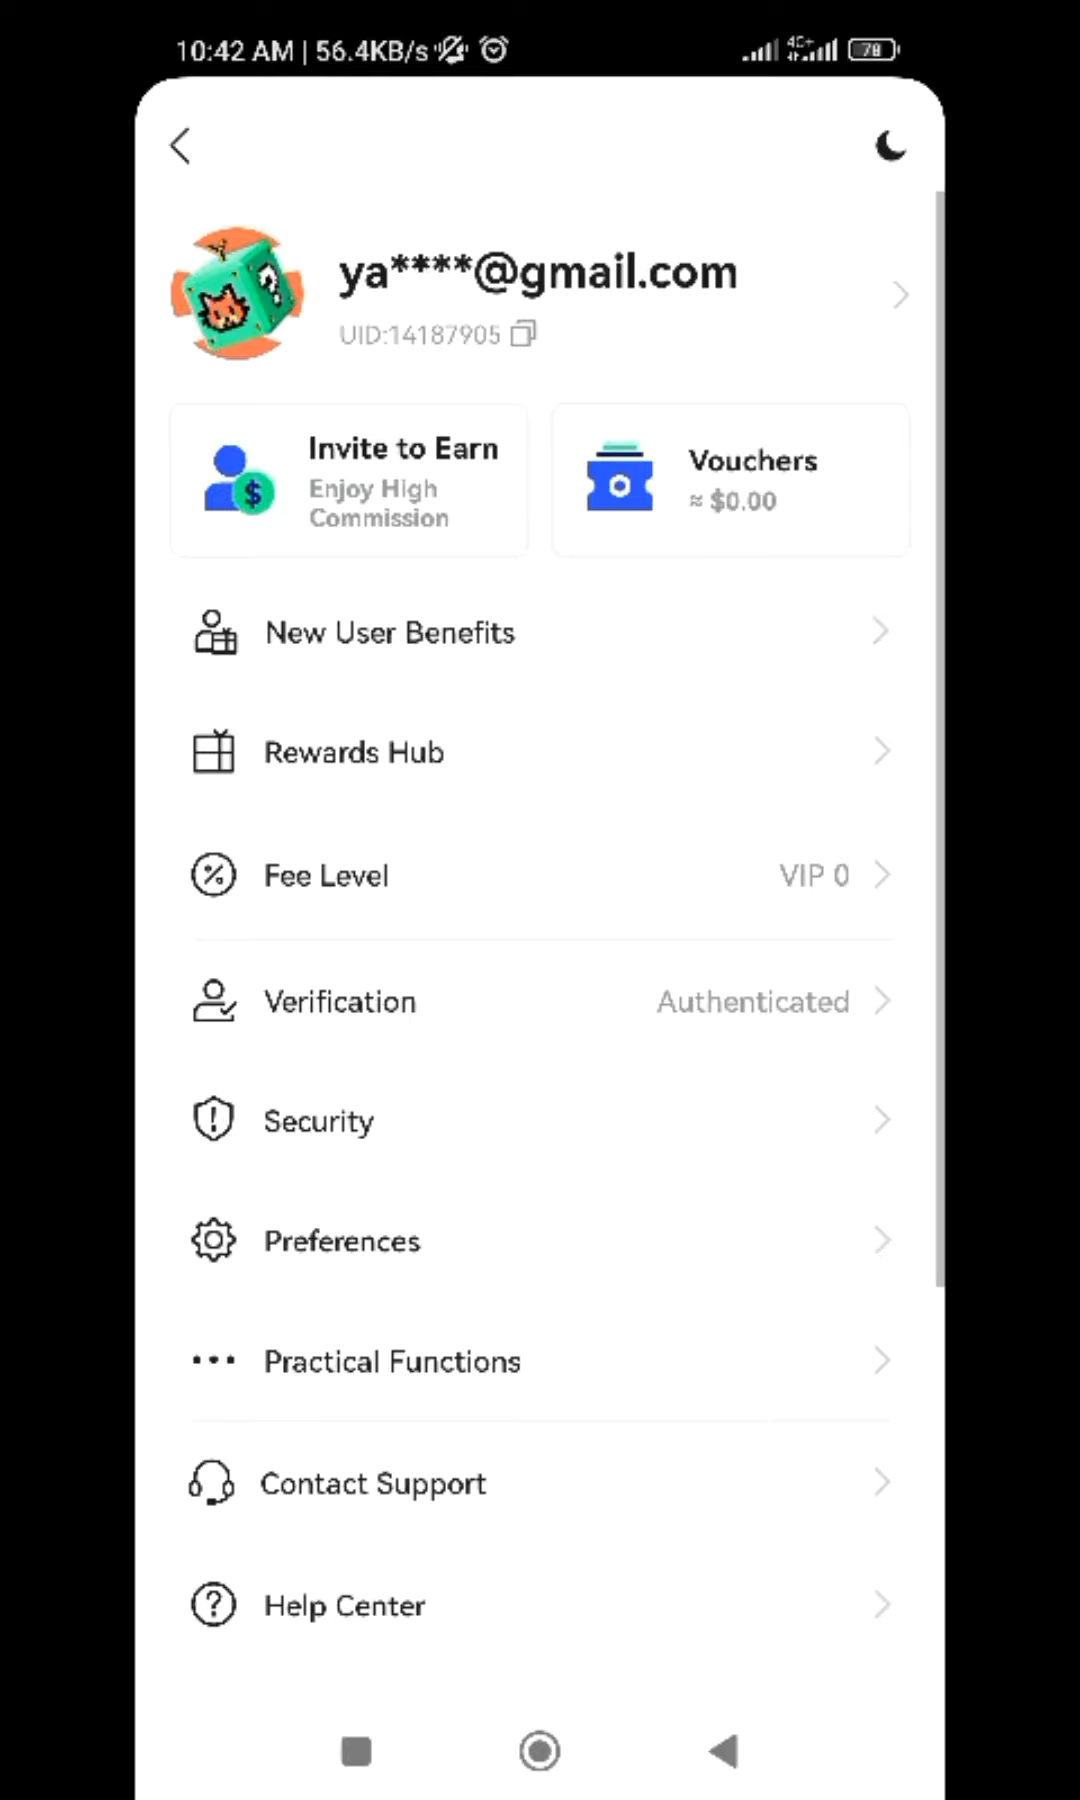 10:42 AM | 56.4KB/s
4G+
78
ya****@gmail.com
UID:14187905
Invite to Earn
Enjoy High
Commission
Vouchers
≈ $0.00
New User Benefits
Rewards Hub
Fee Level
VIP 0
Verification
Authenticated
Security
Preferences
Practical Functions
Contact Support
Help Center